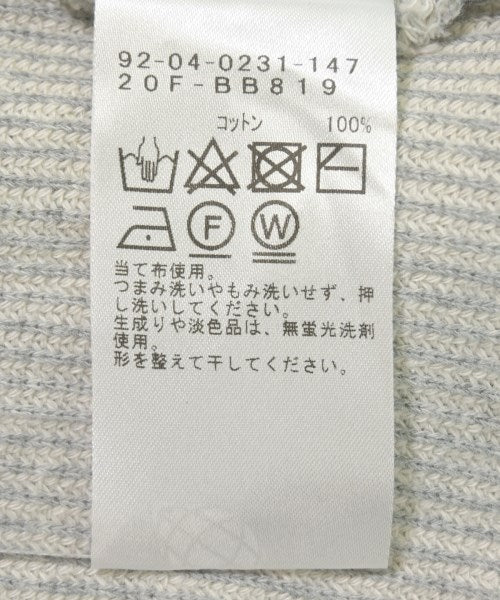 92-04-0231-147
20F-BB819
コットン 100%
F W
当て布使用。
つまみ洗いやもみ洗いせず、押
し洗いしてください。
生成りや淡色品は、無蛍光洗剤
使用。
形を整えて干してください。